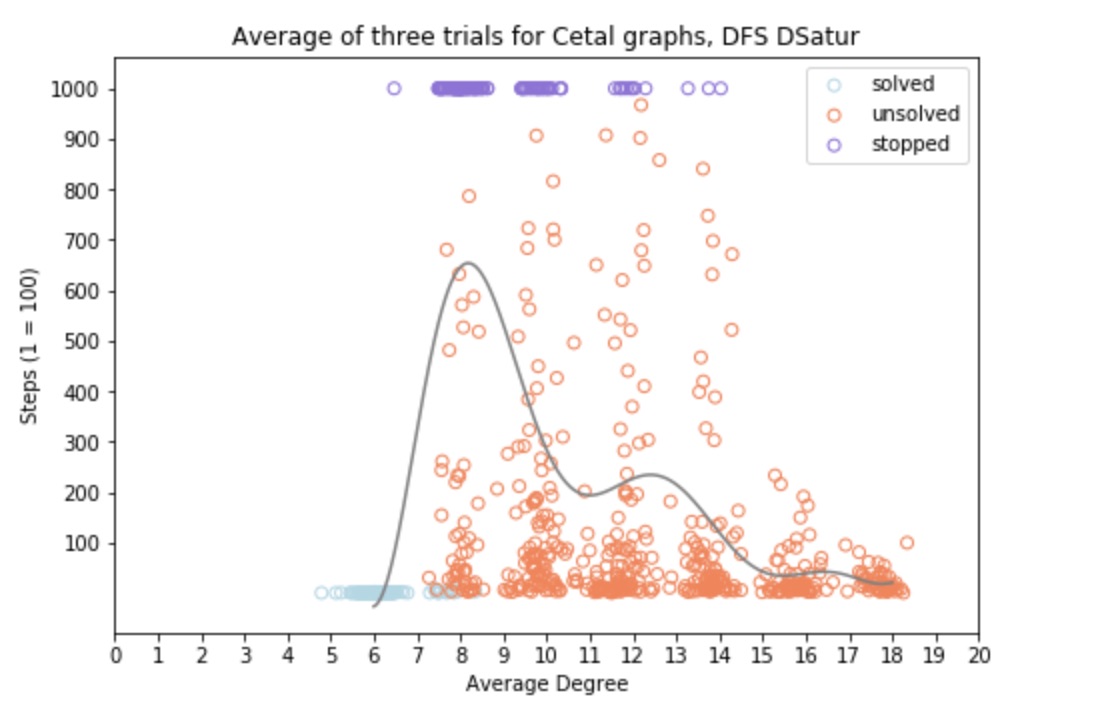 Average of three trials for Cetal graphs, DFS DSatur
solved
unsolved
stopped
1000
900
800
700
600
500
400
300
200
100
Steps (1 = 100)
0 1 2 3 4 5 6 7 8 9 10 11 12 13 14 15 16 17 18 19 20
Average Degree